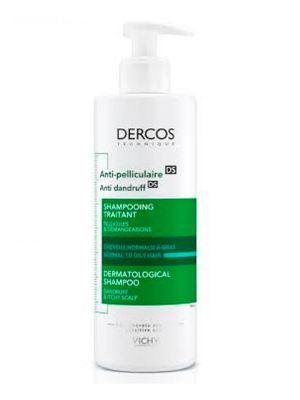 DERCOS
TECHNIQUE
Anti-pelliculaire DS
Anti dandruff DS
SHAMPOOING
TRAITANT
PELLICULES
& DÉMANGEAISONS
CHEVEUX NORMAUX À GRAS
NORMAL TO OILY HAIR
DERMATOLOGICAL
SHAMPOO
DANDRUFF
& ITCHY SCALP
VICHY